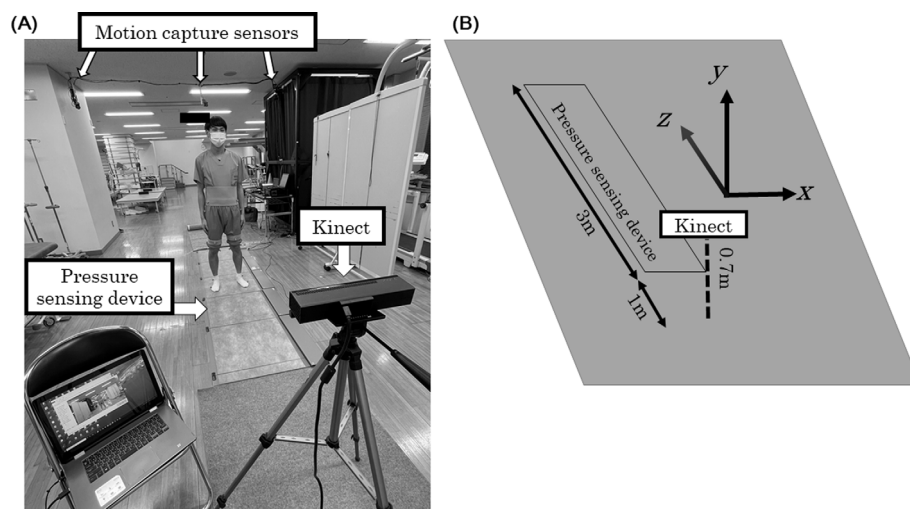 (A)
Motion capture sensors
Kinect
Pressure
sensing device
(B)
y
z
x
Pressure sensing device
3m
Kinect
0.7m
1m